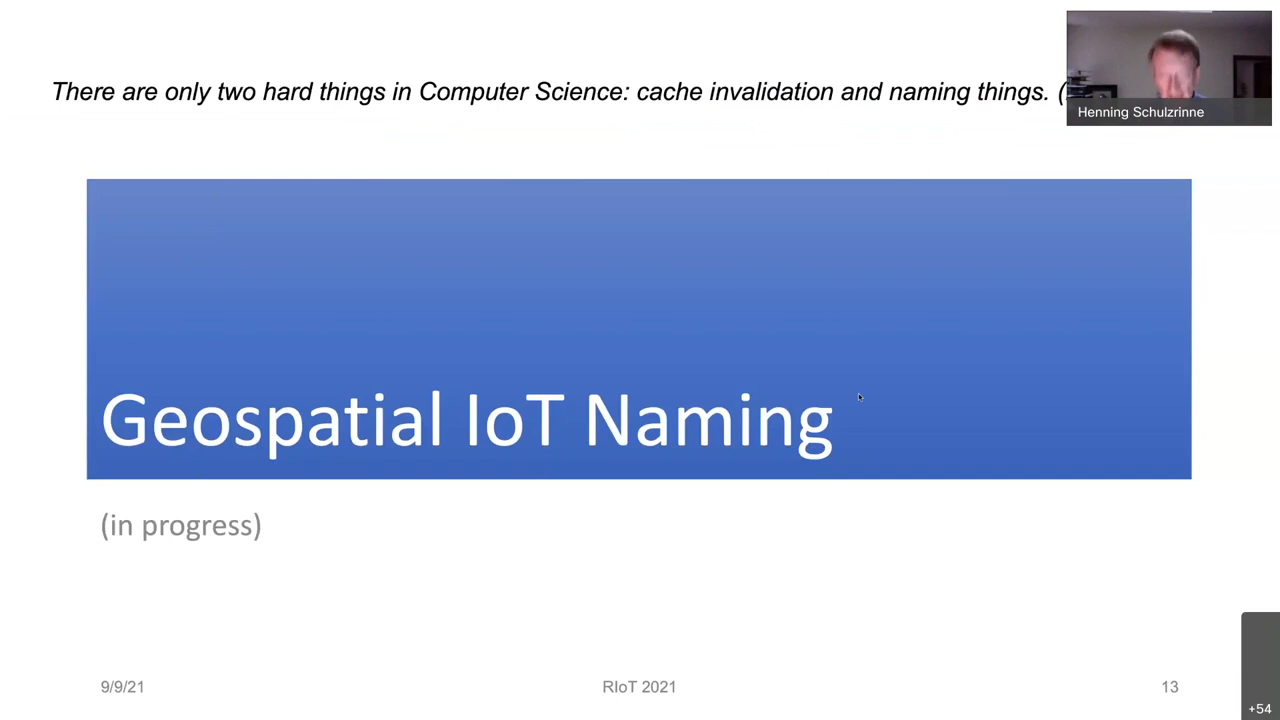 There are only two hard things in Computer Science: cache invalidation and naming things. (
Henning Schulzrinne
Geospatial IoT Naming
(in progress)
9/9/21
RIoT 2021
13
+54